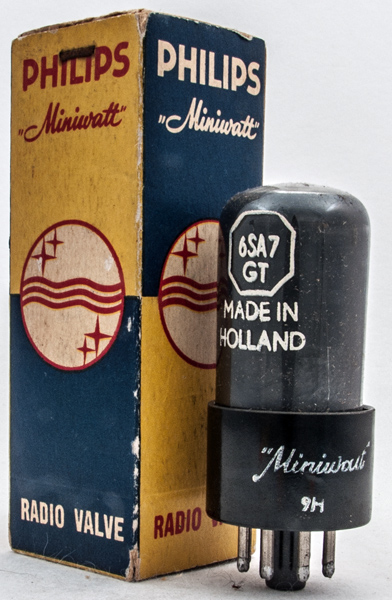 PHILIPS
„Miniwatt“
RADIO VALVE
PHILIPS
„Miniwatt“
RADIO
6SA7
GT
MADE IN
HOLLAND
„Miniwatt“
9H